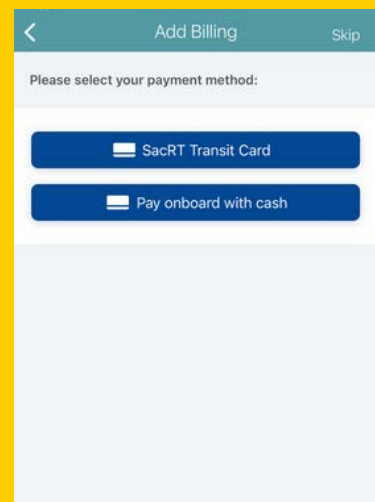 Add Billing
Skip
Please select your payment method:
SacRT Transit Card
Pay onboard with cash